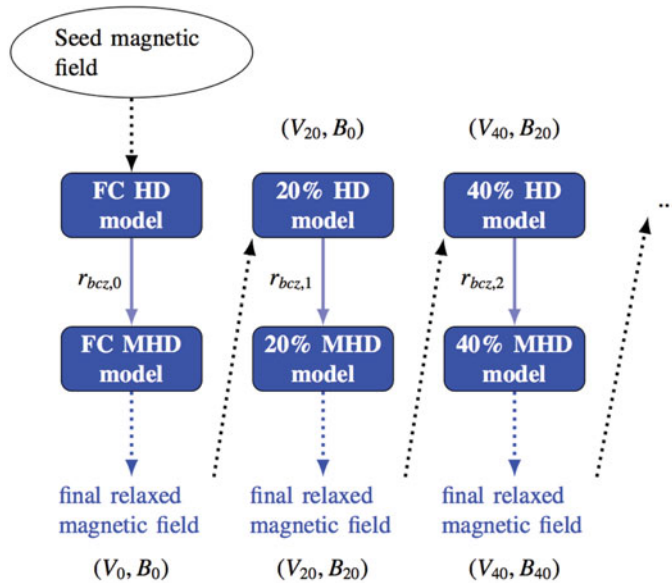 Seed magnetic
field
(V20, B0)
(V40, B20)
FC HD
model
20% HD
model
40% HD
model
...
rbcz,0
rbcz,1
rbcz,2
FC MHD
model
20% MHD
model
40% MHD
model
final relaxed
magnetic field
final relaxed
magnetic field
final relaxed
magnetic field
(V0, B0)
(V20, B20)
(V40, B40)